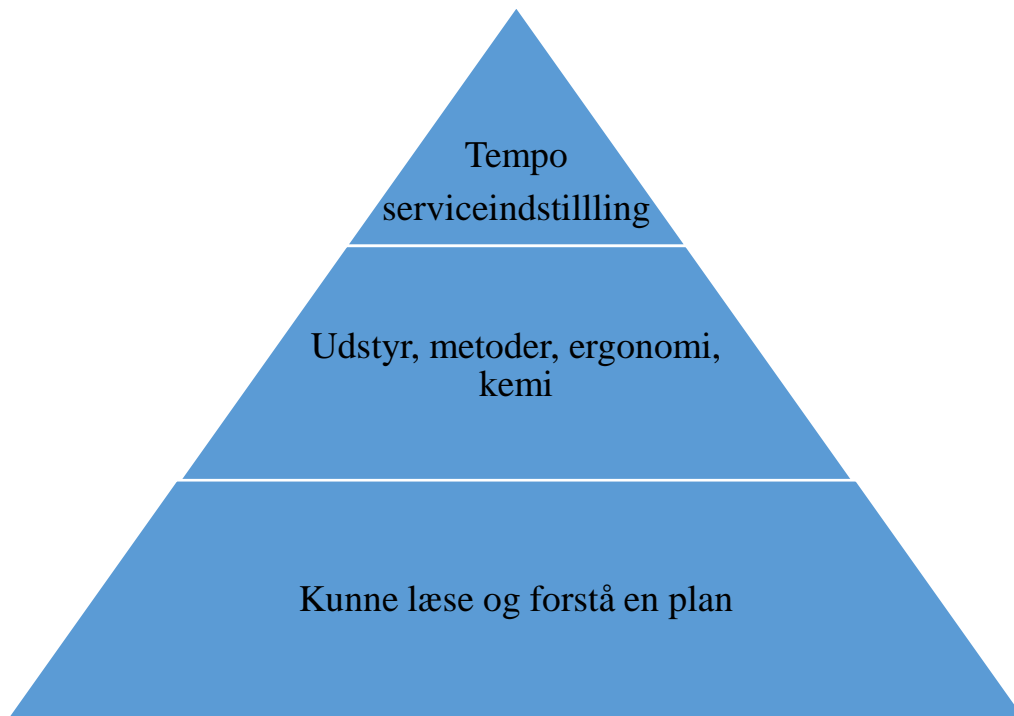 Tempo
serviceindstillling
Udstyr, metoder, ergonomi,
kemi
Kunne læse og forstå en plan